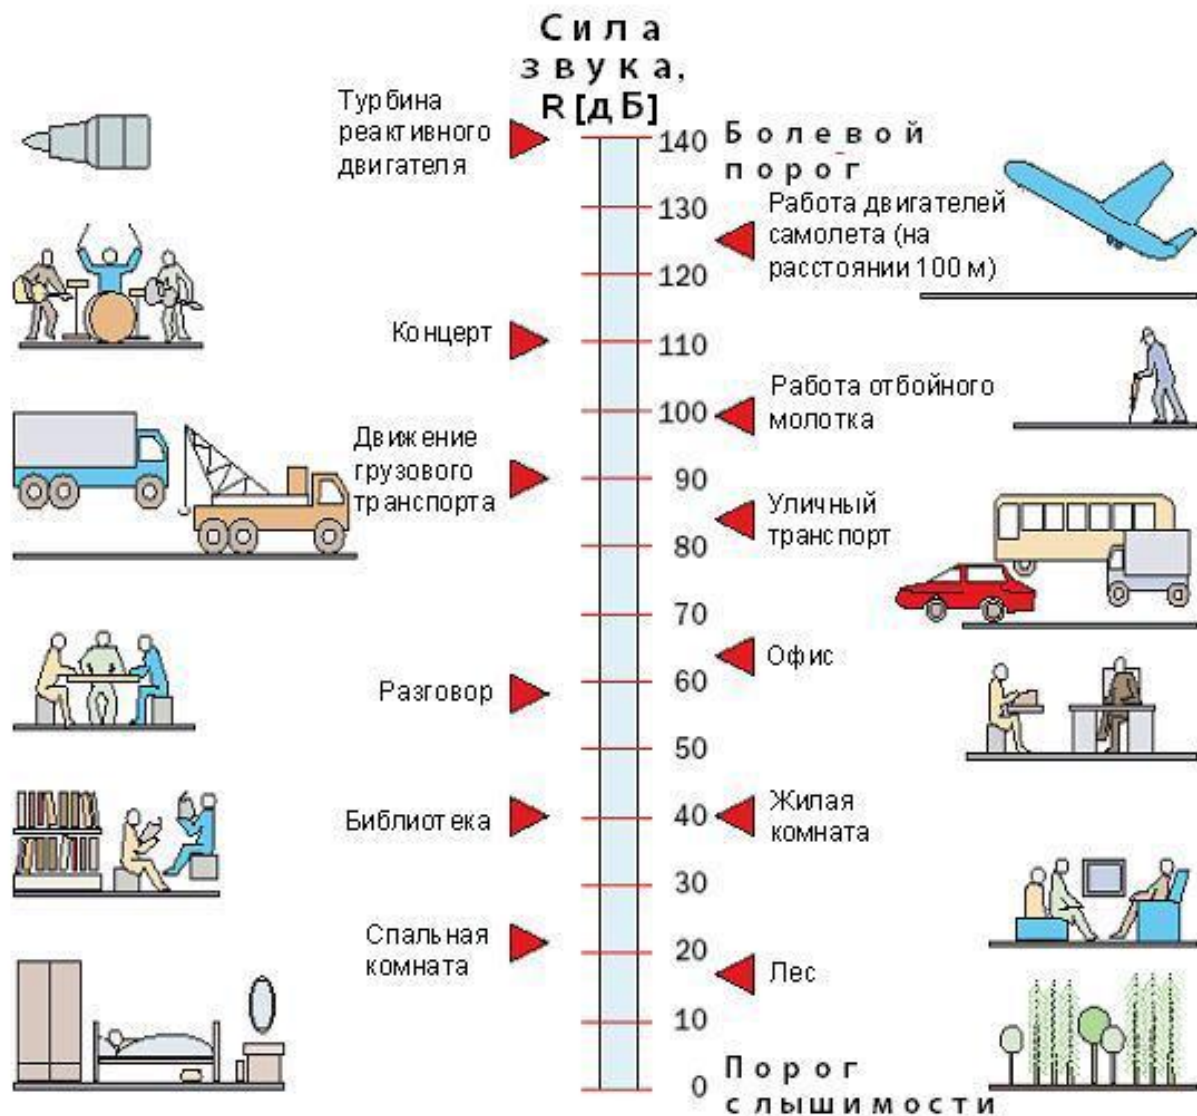 Сила
звука,
R [дБ]
Турбина
реактивного
двигателя
140
Болевой
порог
130
Работа двигателей
самолета (на
расстоянии 100 м)
120
Концерт
110
Работа отбойного
молотка
100
Движение
грузового
транспорта
90
Уличный
транспорт
80
70
Офис
60
Разговор
50
Библиотека
40
Жилая
комната
30
Спальная
комната
20
Лес
10
0
Порог
слышимости